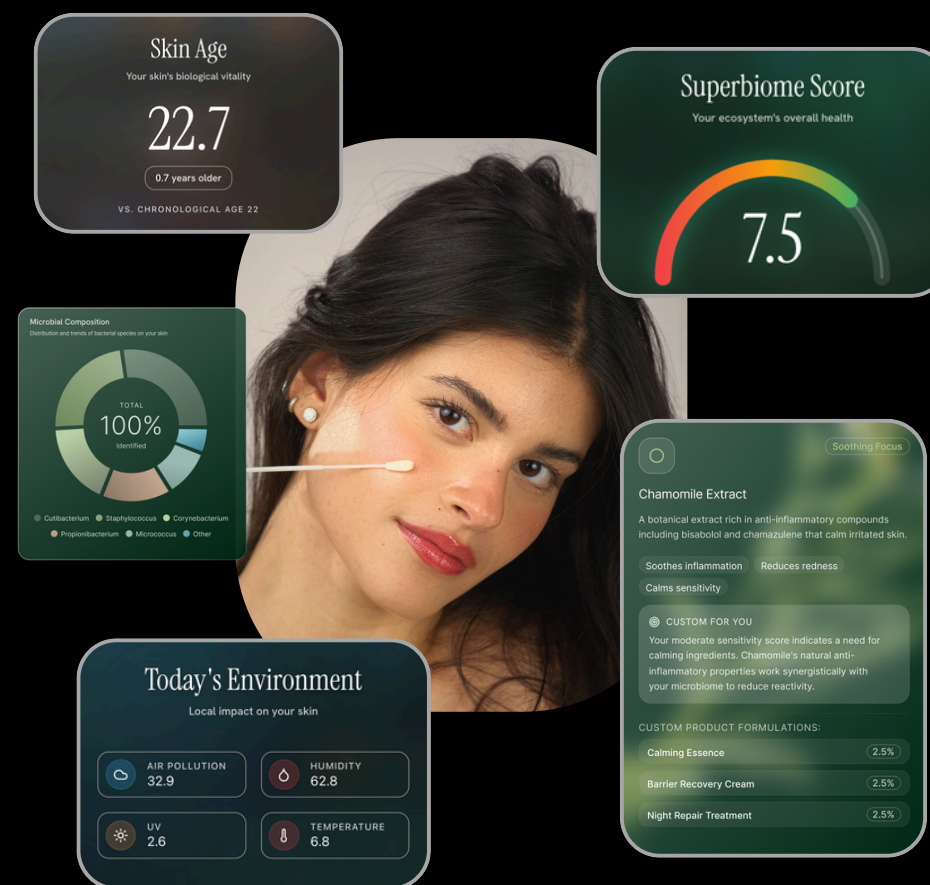 Skin Age
Your skin's biological vitality
22.7
0.7 years older
VS. CHRONOLOGICAL AGE 22
Superbiome Score
Your ecosystem's overall health
7.5
Microbial Composition
Distribution and trends of bacterial species on your skin
TOTAL
100%
Identified
Cutibacterium Staphylococcus Corynebacterium
Propionibacterium Micrococcus Other
Soothing Focus
Chamomile Extract
A botanical extract rich in anti-inflammatory compounds
including bisabolol and chamazulene that calm irritated skin.
Soothes inflammation Reduces redness
Calms sensitivity
CUSTOM FOR YOU
Your moderate sensitivity score indicates a need for
calming ingredients. Chamomile's natural anti-
inflammatory properties work synergistically with
your microbiome to reduce reactivity.
CUSTOM PRODUCT FORMULATIONS:
Calming Essence 2.5%
Barrier Recovery Cream 2.5%
Night Repair Treatment 2.5%
Today's Environment
Local impact on your skin
AIR POLLUTION
32.9
HUMIDITY
62.8
UV
2.6
TEMPERATURE
6.8